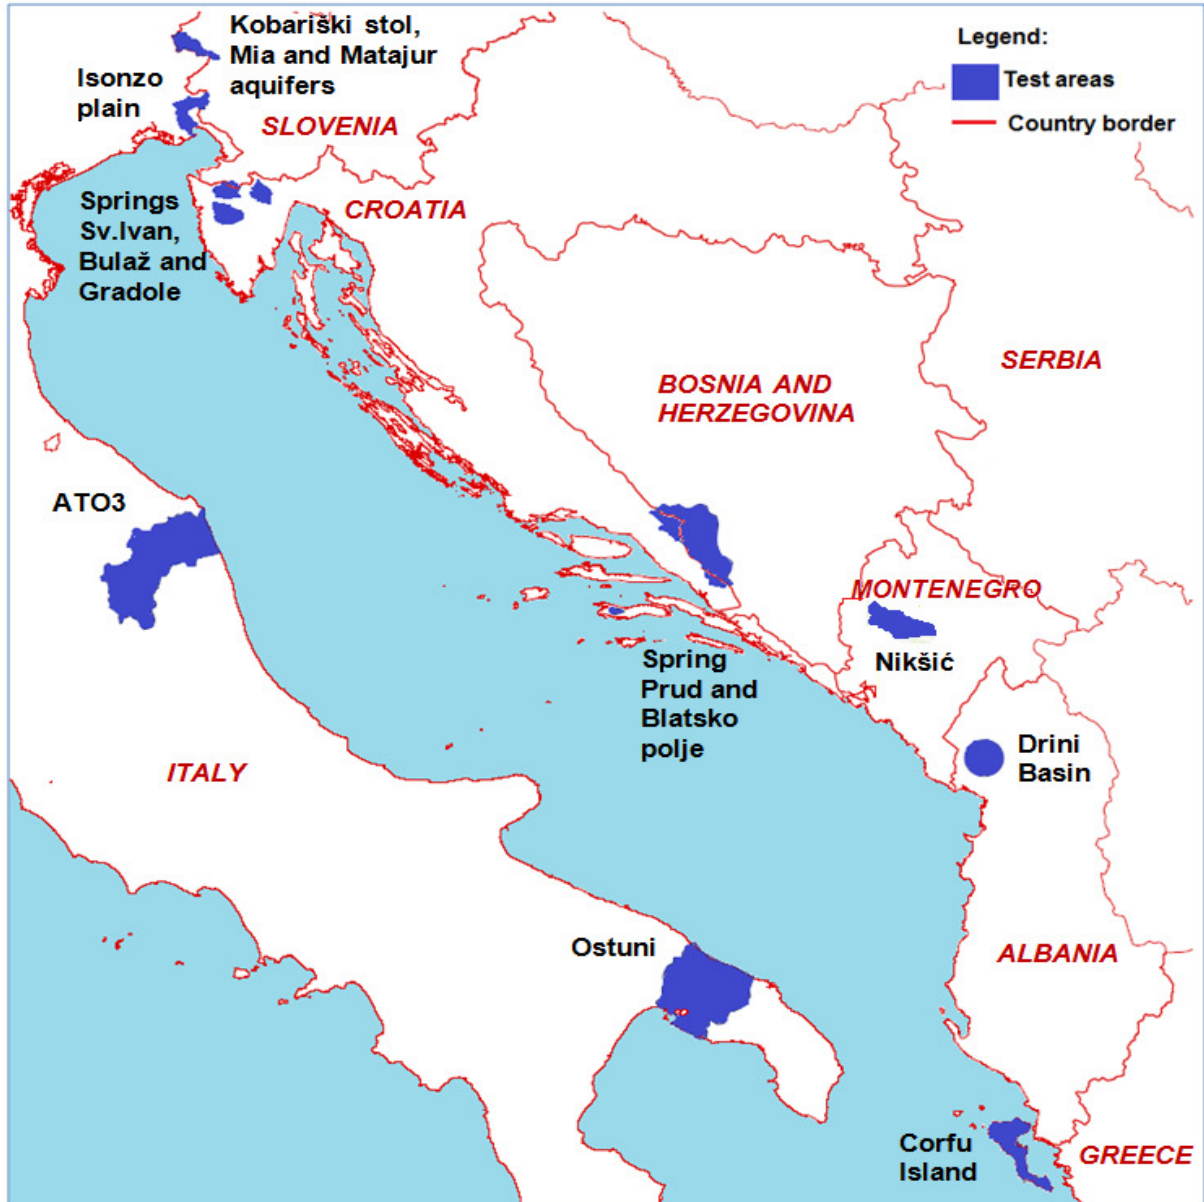 Kobariški stol,
Mia and Matajur
aquifers
Legend:
Test areas
Country border
Isonzo
plain
SLOVENIA
Springs
Sv.Ivan,
Bulaž and
Gradole
CROATIA
SERBIA
BOSNIA AND
HERZEGOVINA
ATO3
MONTENEGRO
Nikšić
Spring
Prud and
Blatsko
polje
Drini
Basin
ITALY
Ostuni
ALBANIA
Corfu
Island
GREECE